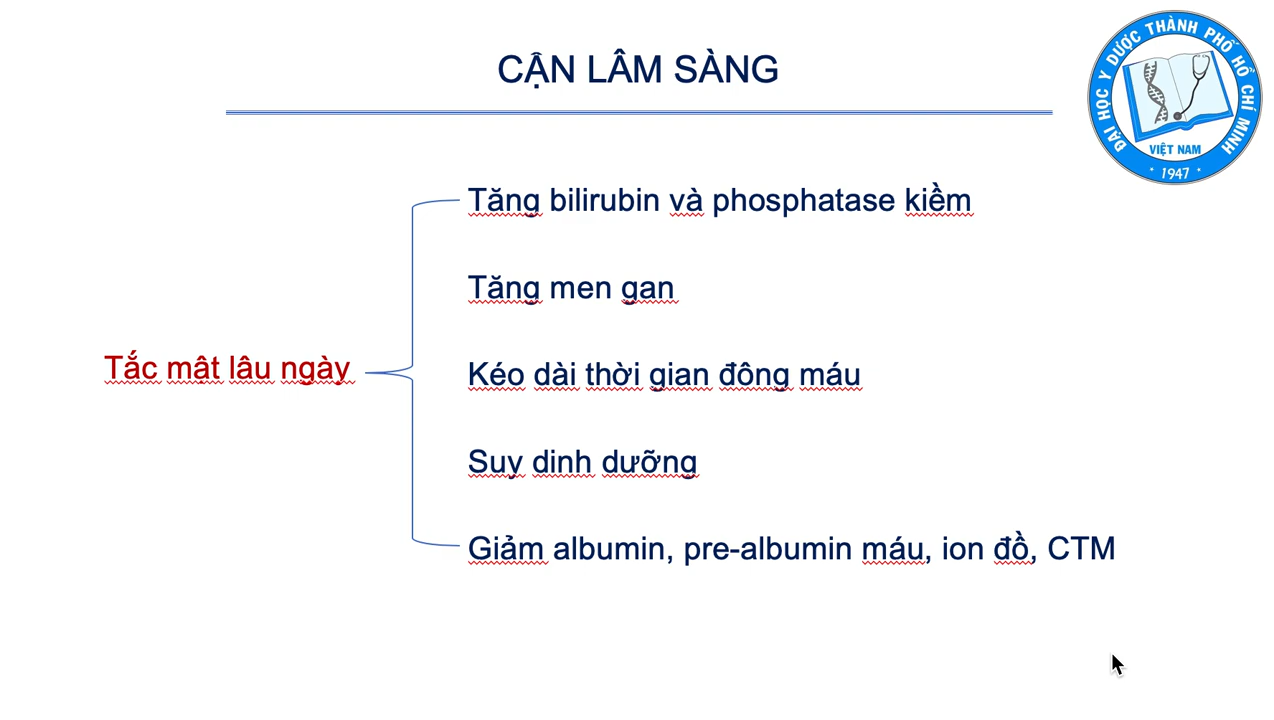 CẬN LÂM SÀNG
ĐẠI HỌC Y DƯỢC THÀNH PHỐ HỒ CHÍ MINH
VIỆT NAM
1947
Tăng bilirubin và phosphatase kiềm
Tăng men gan
Tắc mật lâu ngày
Kéo dài thời gian đông máu
Suy dinh dưỡng
Giảm albumin, pre-albumin máu, ion đồ, CTM